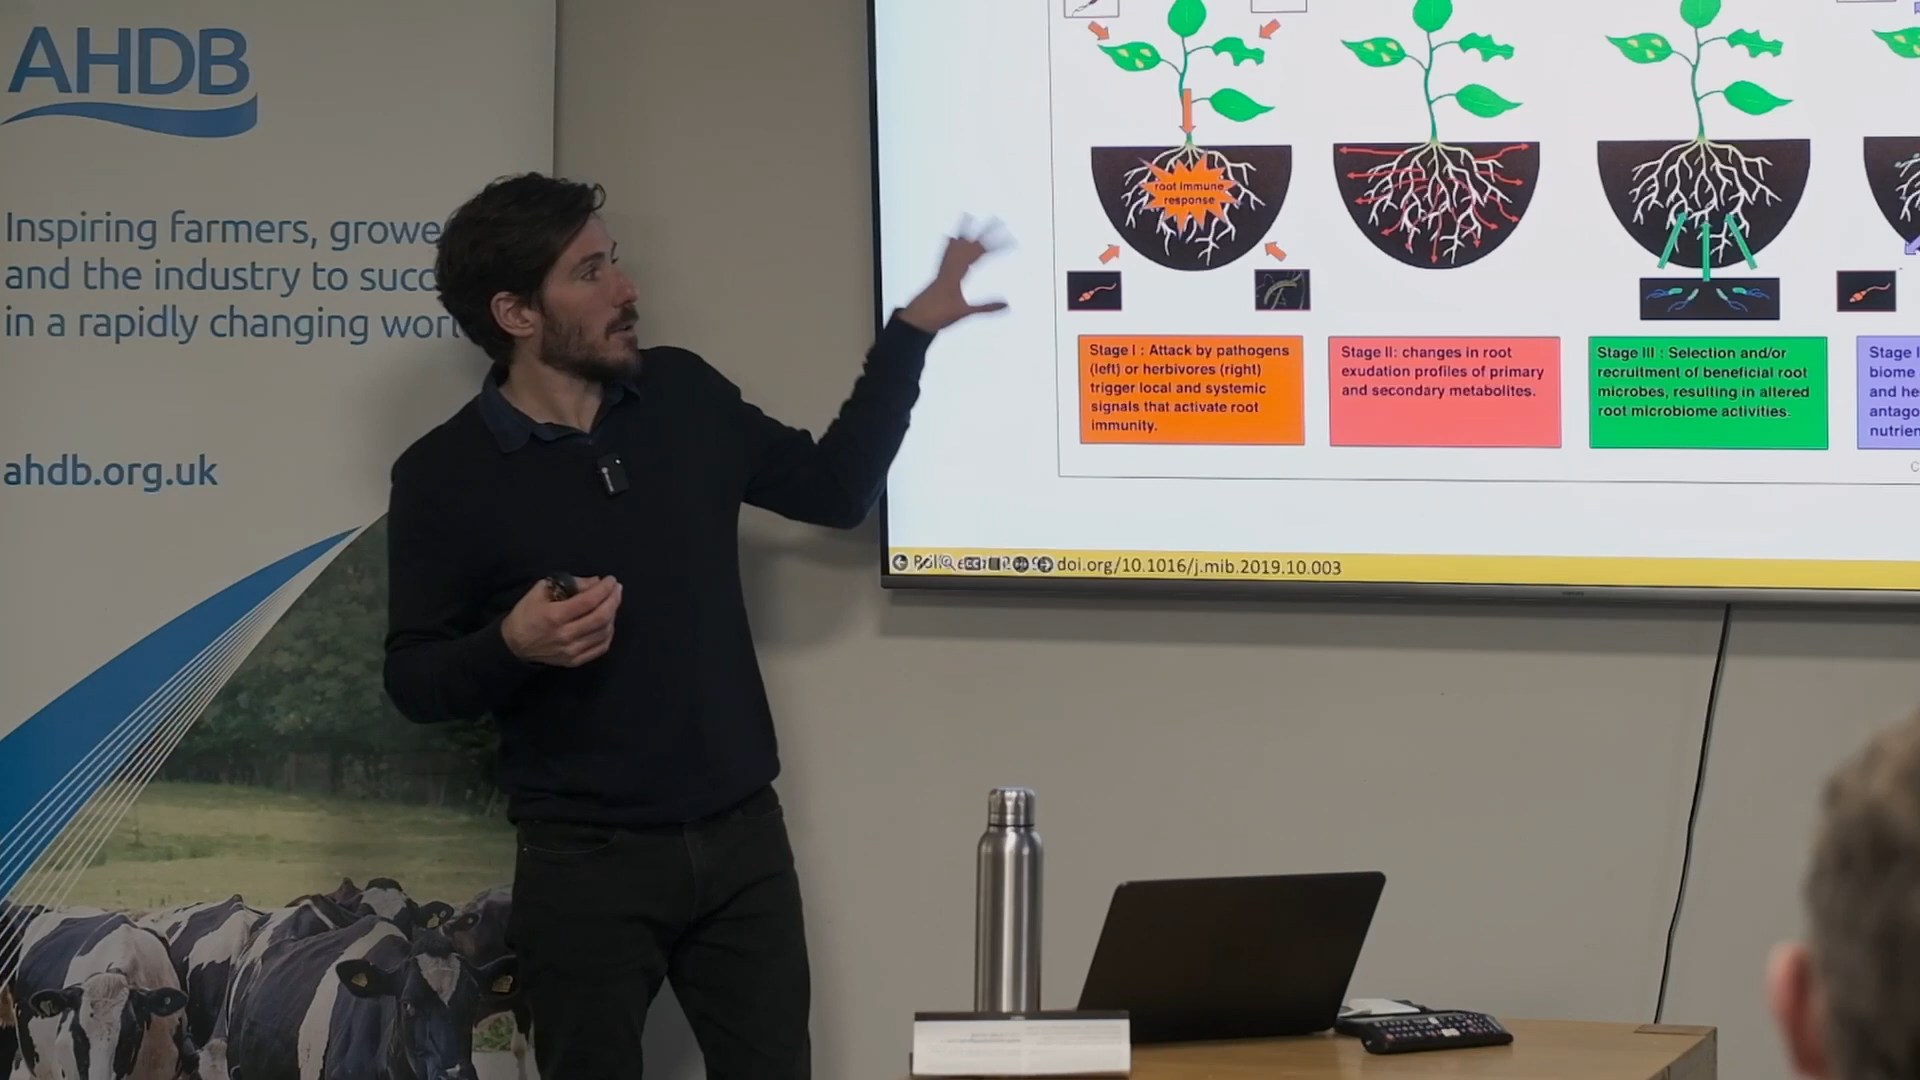 AHDB
Inspiring farmers, growe
and the industry to succ
in a rapidly changing worl
ahdb.org.uk
root immune
response
Stage I : Attack by pathogens
(left) or herbivores (right)
trigger local and systemic
signals that activate root
immunity.
Stage II: changes in root
exudation profiles of primary
and secondary metabolites.
Stage III : Selection and/or
recruitment of beneficial root
microbes, resulting in altered
root microbiome activities.
Stage I
biome
and he
antago
nutrien
doi.org/10.1016/j.mib.2019.10.003